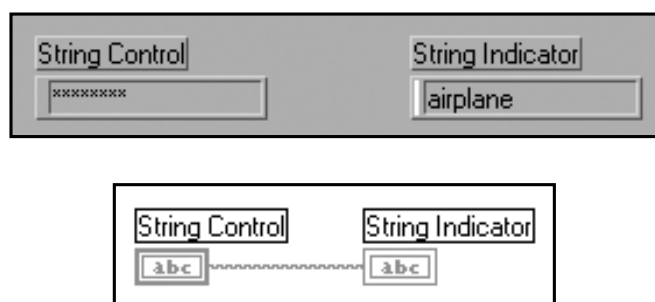 String Control String Indicator
******** airplane
String Control String Indicator
abc abc